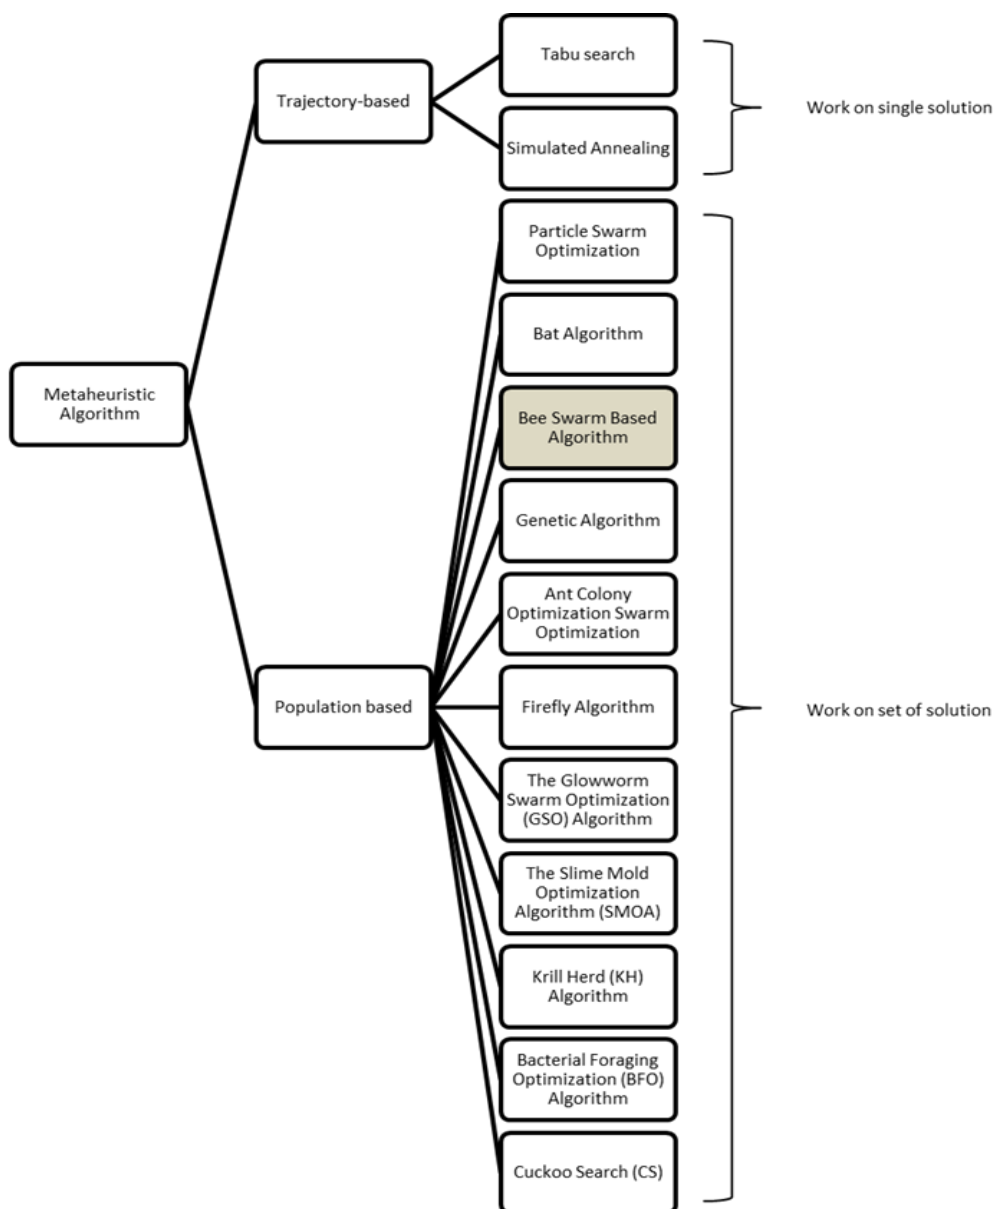 Tabu search
Trajectory-based
Work on single solution
Simulated Annealing
Particle Swarm
Optimization
Bat Algorithm
Metaheuristic
Algorithm
Bee Swarm Based
Algorithm
Genetic Algorithm
Ant Colony
Optimization Swarm
Optimization
Population based
Firefly Algorithm
Work on set of solution
The Glowworm
Swarm Optimization
(GSO) Algorithm
The Slime Mold
Optimization
Algorithm (SMOA)
Krill Herd (KH)
Algorithm
Bacterial Foraging
Optimization (BFO)
Algorithm
Cuckoo Search (CS)